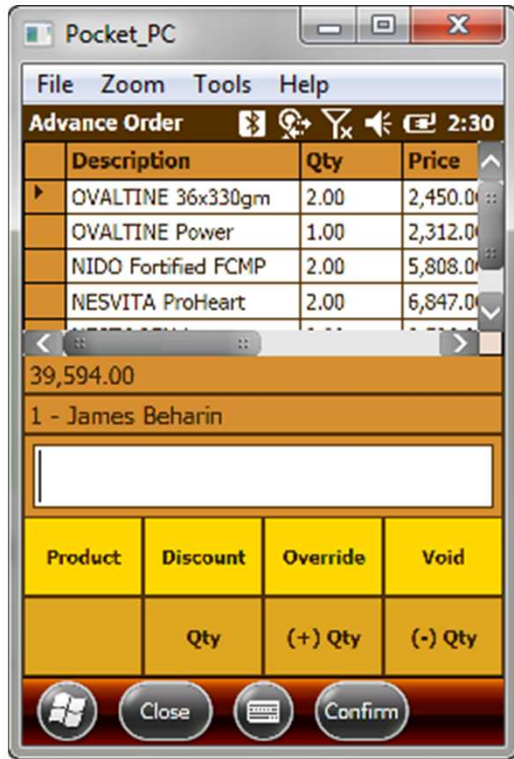 Pocket_PC
File Zoom Tools Help
Advance Order 2:30
Description Qty Price
OVALTINE 36x330gm 2.00 2,450.0
OVALTINE Power 1.00 2,312.0
NIDO Fortified FCMP 2.00 5,808.0
NESVITA ProHeart 2.00 6,847.0
39,594.00
1 - James Beharin
Product Discount Override Void
Qty (+) Qty (-) Qty
Close Confirm